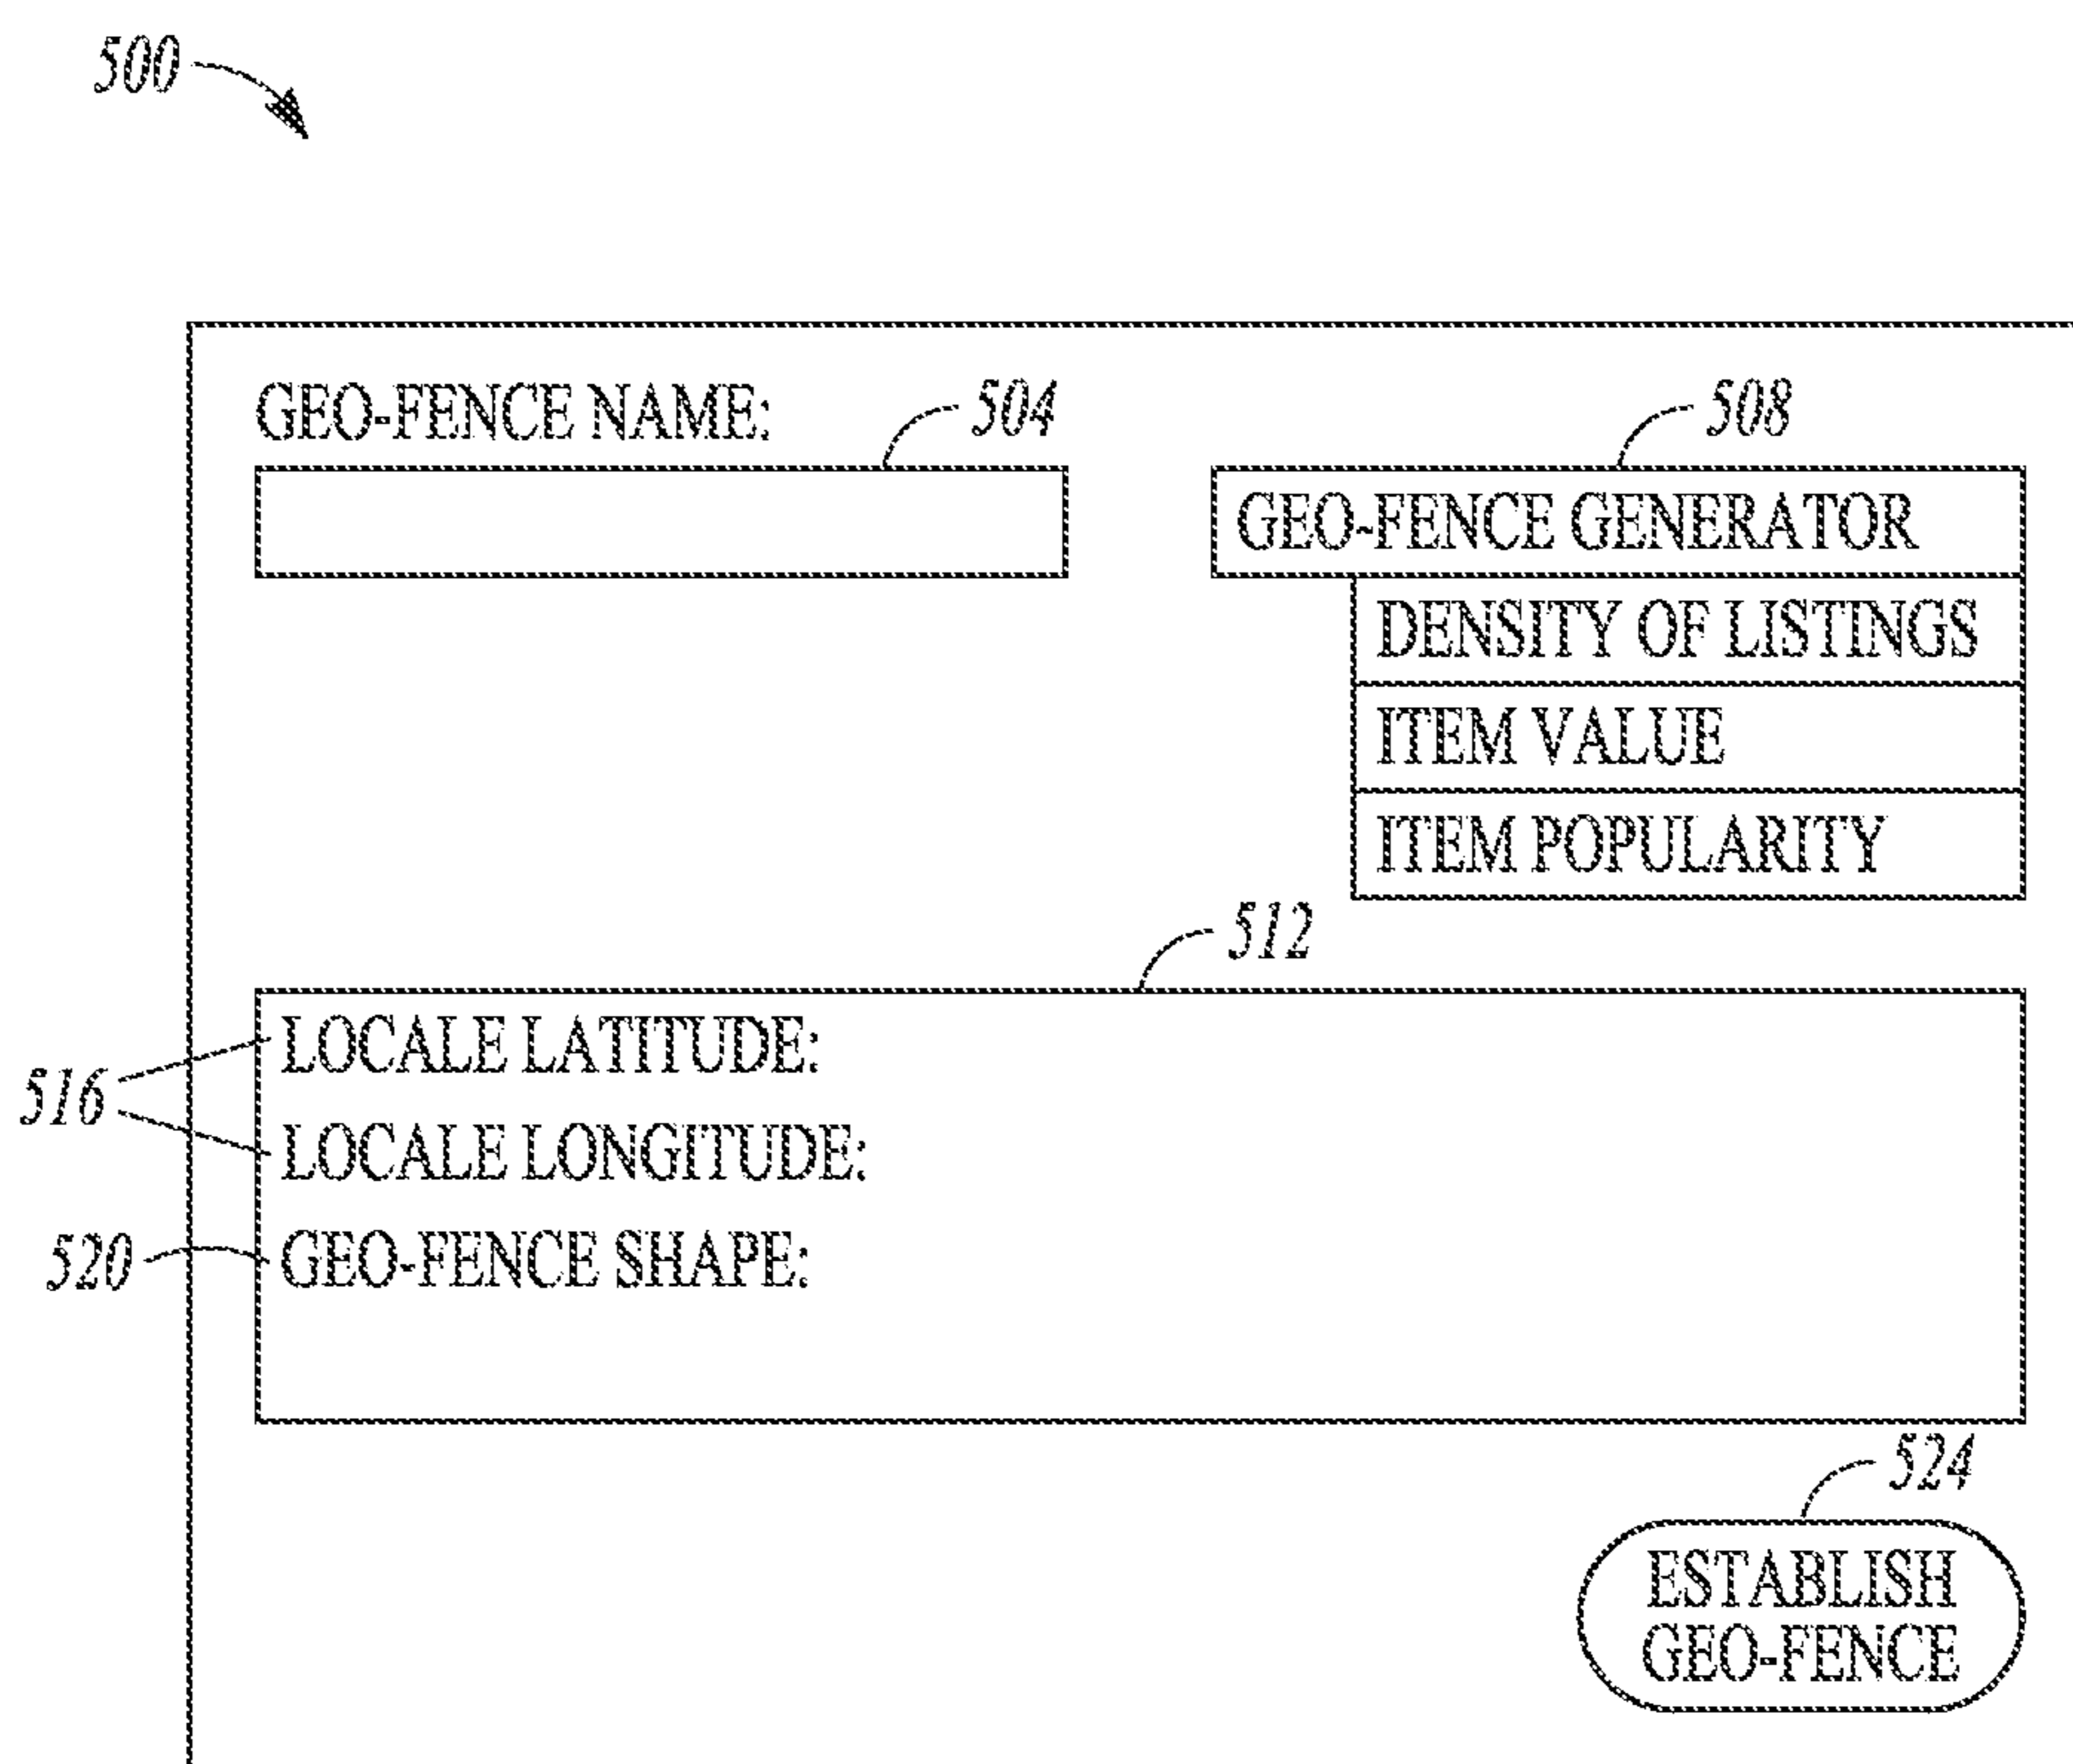 500
GEO-FENCE NAME:
504
508
GEO-FENCE GENERATOR
DENSITY OF LISTINGS
ITEM VALUE
ITEM POPULARITY
512
LOCALE LATITUDE:
516
LOCALE LONGITUDE:
520
GEO-FENCE SHAPE:
524
ESTABLISH
GEO-FENCE